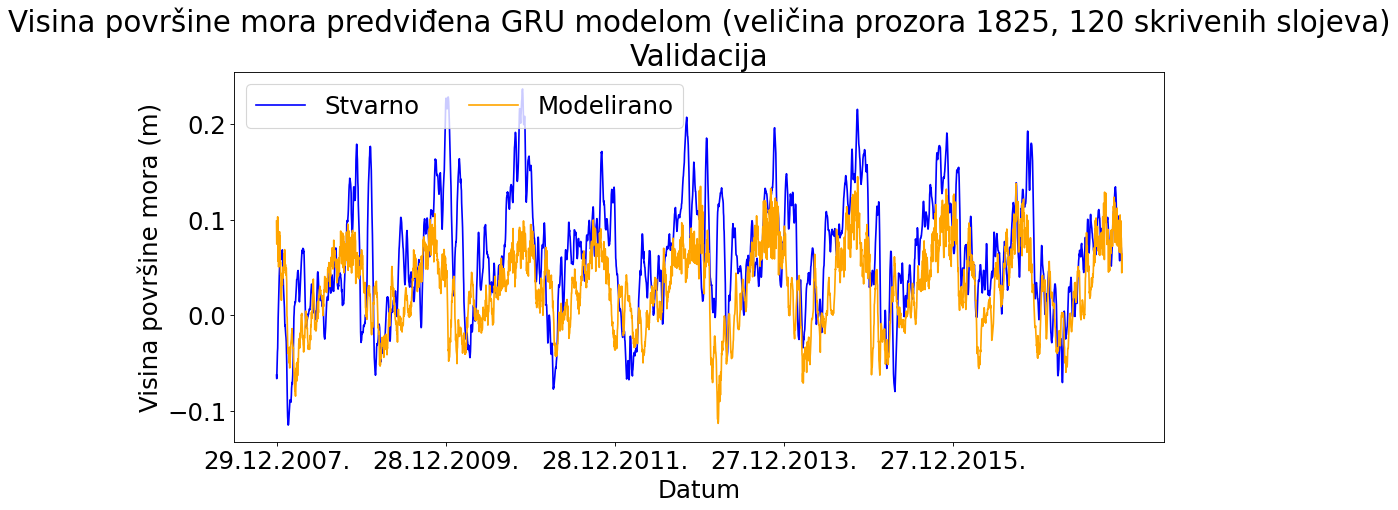 Visina površine mora predviđena GRU modelom (veličina prozora 1825, 120 skrivenih slojeva)
Validacija
Stvarno Modelirano
Visina površine mora (m)
0.2
0.1
0.0
−0.1
29.12.2007. 28.12.2009. 28.12.2011. 27.12.2013. 27.12.2015.
Datum